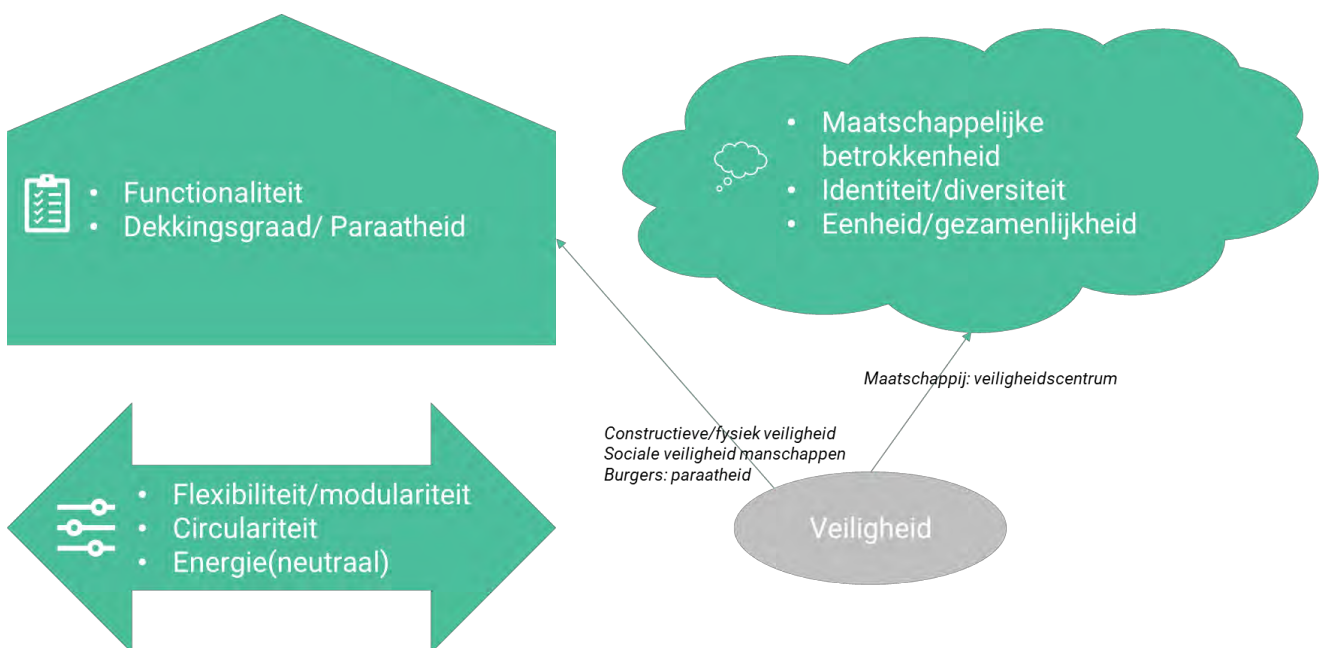 • Functionaliteit
• Dekkingsgraad/ Paraatheid
• Maatschappelijke
betrokkenheid
• Identiteit/diversiteit
• Eenheid/gezamenlijkheid
Maatschappij: veiligheidscentrum
Constructieve/fysiek veiligheid
Sociale veiligheid manschappen
Burgers: paraatheid
• Flexibiliteit/modulariteit
• Circulariteit
• Energie(neutraal)
Veiligheid